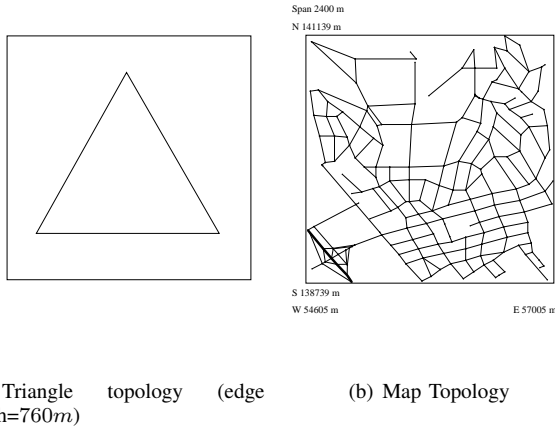 Span 2400 m
N 141139 m
S 138739 m
W 54605 m E 57005 m
Triangle topology (edge
=760m)
(b) Map Topology